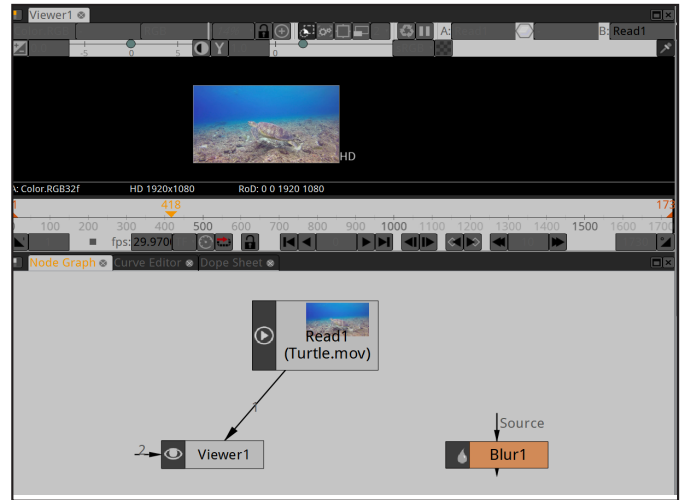 Viewer1
A:
B: Read1
-5 0 5
Y
0
HD
A: Color.RGB32f HD 1920x1080 RoD: 0 0 1920 1080
1 418 173
100 200 300 400 500 600 700 800 900 1000 1100 1200 1300 1400 1500 1600 1700
fps: 29.970
Node Graph Curve Editor Dope Sheet
Read1
(Turtle.mov)
1
Source
2
Viewer1
Blur1